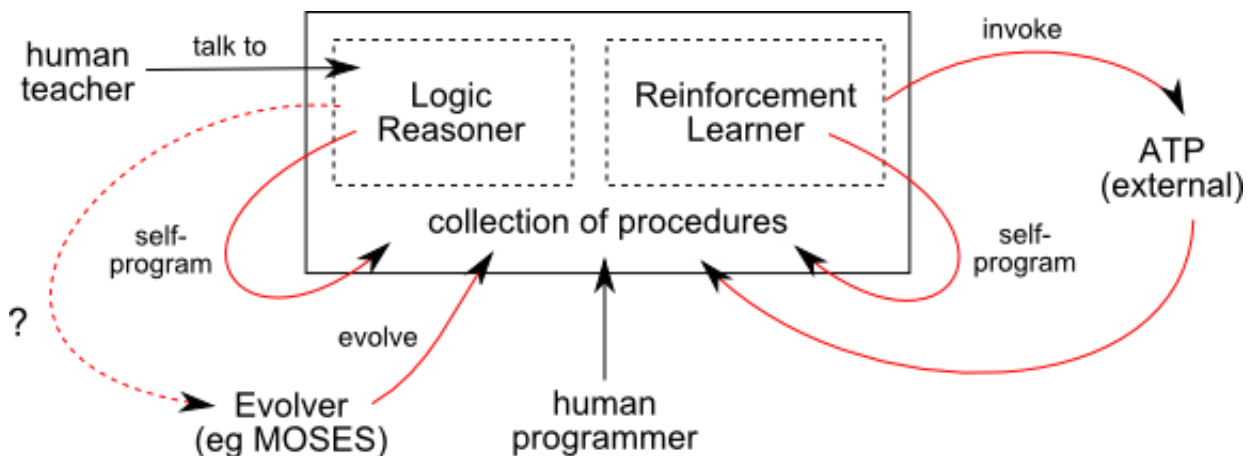 human
teacher
talk to
Logic
Reasoner
Reinforcement
Learner
invoke
ATP
(external)
collection of procedures
self-
program
self-
program
?
evolve
Evolver
(eg MOSES)
human
programmer